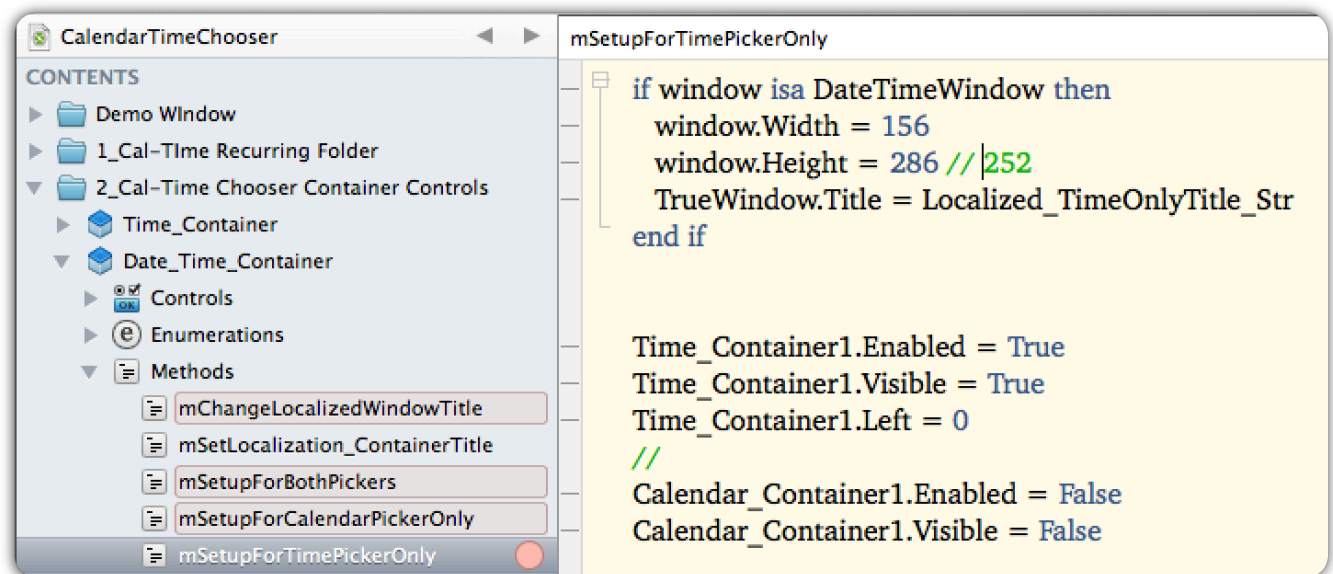 CalendarTimeChooser
CONTENTS
Demo WIndow
1_Cal-TIme Recurring Folder
2_Cal-Time Chooser Container Controls
Time_Container
Date_Time_Container
Controls
Enumerations
Methods
mChangeLocalizedWindowTitle
mSetLocalization_ContainerTitle
mSetupForBothPickers
mSetupForCalendarPickerOnly
mSetupForTimePickerOnly
mSetupForTimePickerOnly
if window isa DateTimeWindow then
window.Width = 156
window.Height = 286 // 252
TrueWindow.Title = Localized_TimeOnlyTitle_Str
end if
Time_Container1.Enabled = True
Time_Container1.Visible = True
Time_Container1.Left = 0
//
Calendar_Container1.Enabled = False
Calendar_Container1.Visible = False